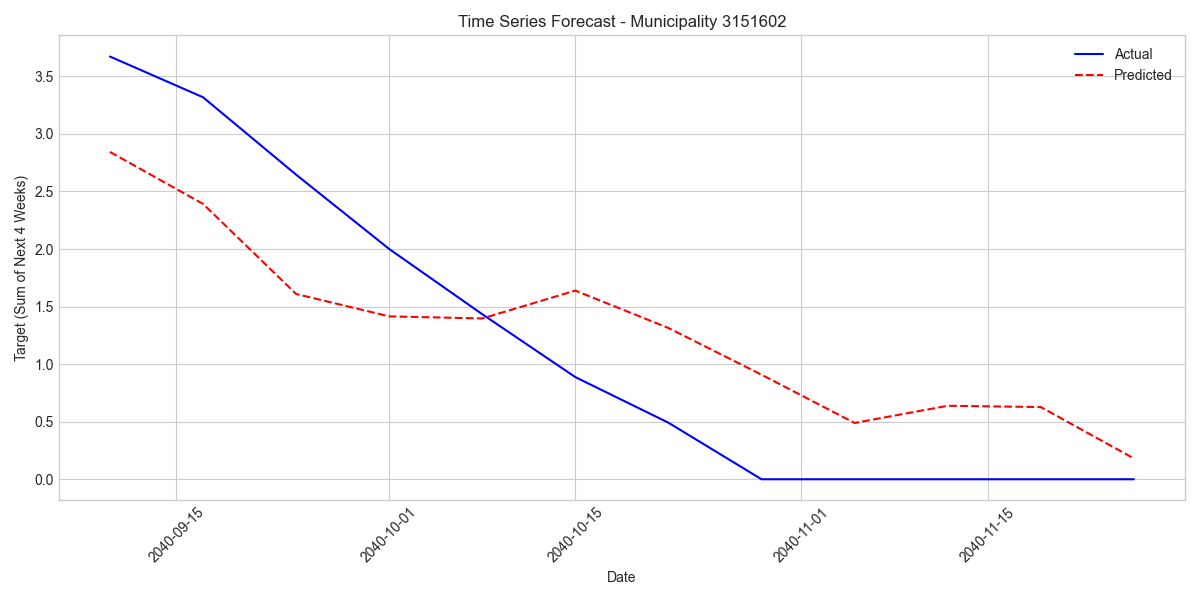 Time Series Forecast - Municipality 3151602
Actual
Predicted
Target (Sum of Next 4 Weeks)
3.5
3.0
2.5
2.0
1.5
1.0
0.5
0.0
2040-09-15
2040-10-01
2040-10-15
2040-11-01
2040-11-15
Date